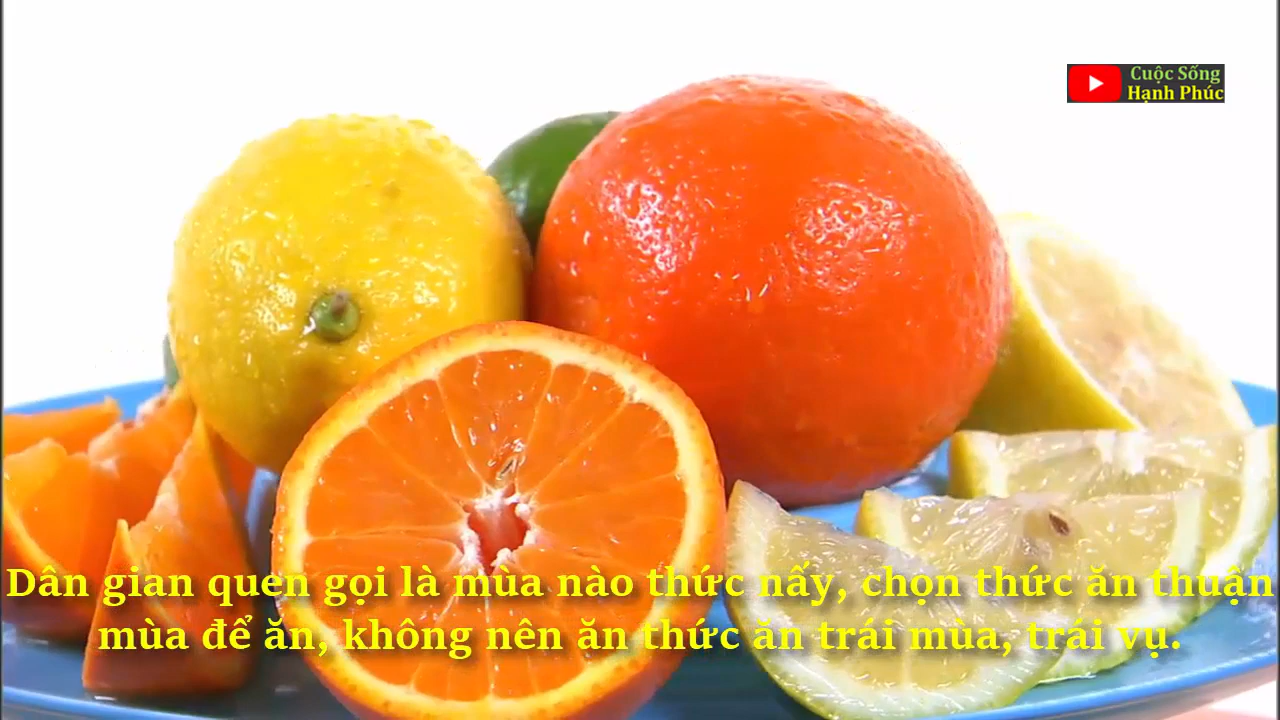 Cuộc Sống
Hạnh Phúc
Dân gian quen gọi là mùa nào thức nấy, chọn thức ăn thuận
mùa để ăn, không nên ăn thức ăn trái mùa, trái vụ.